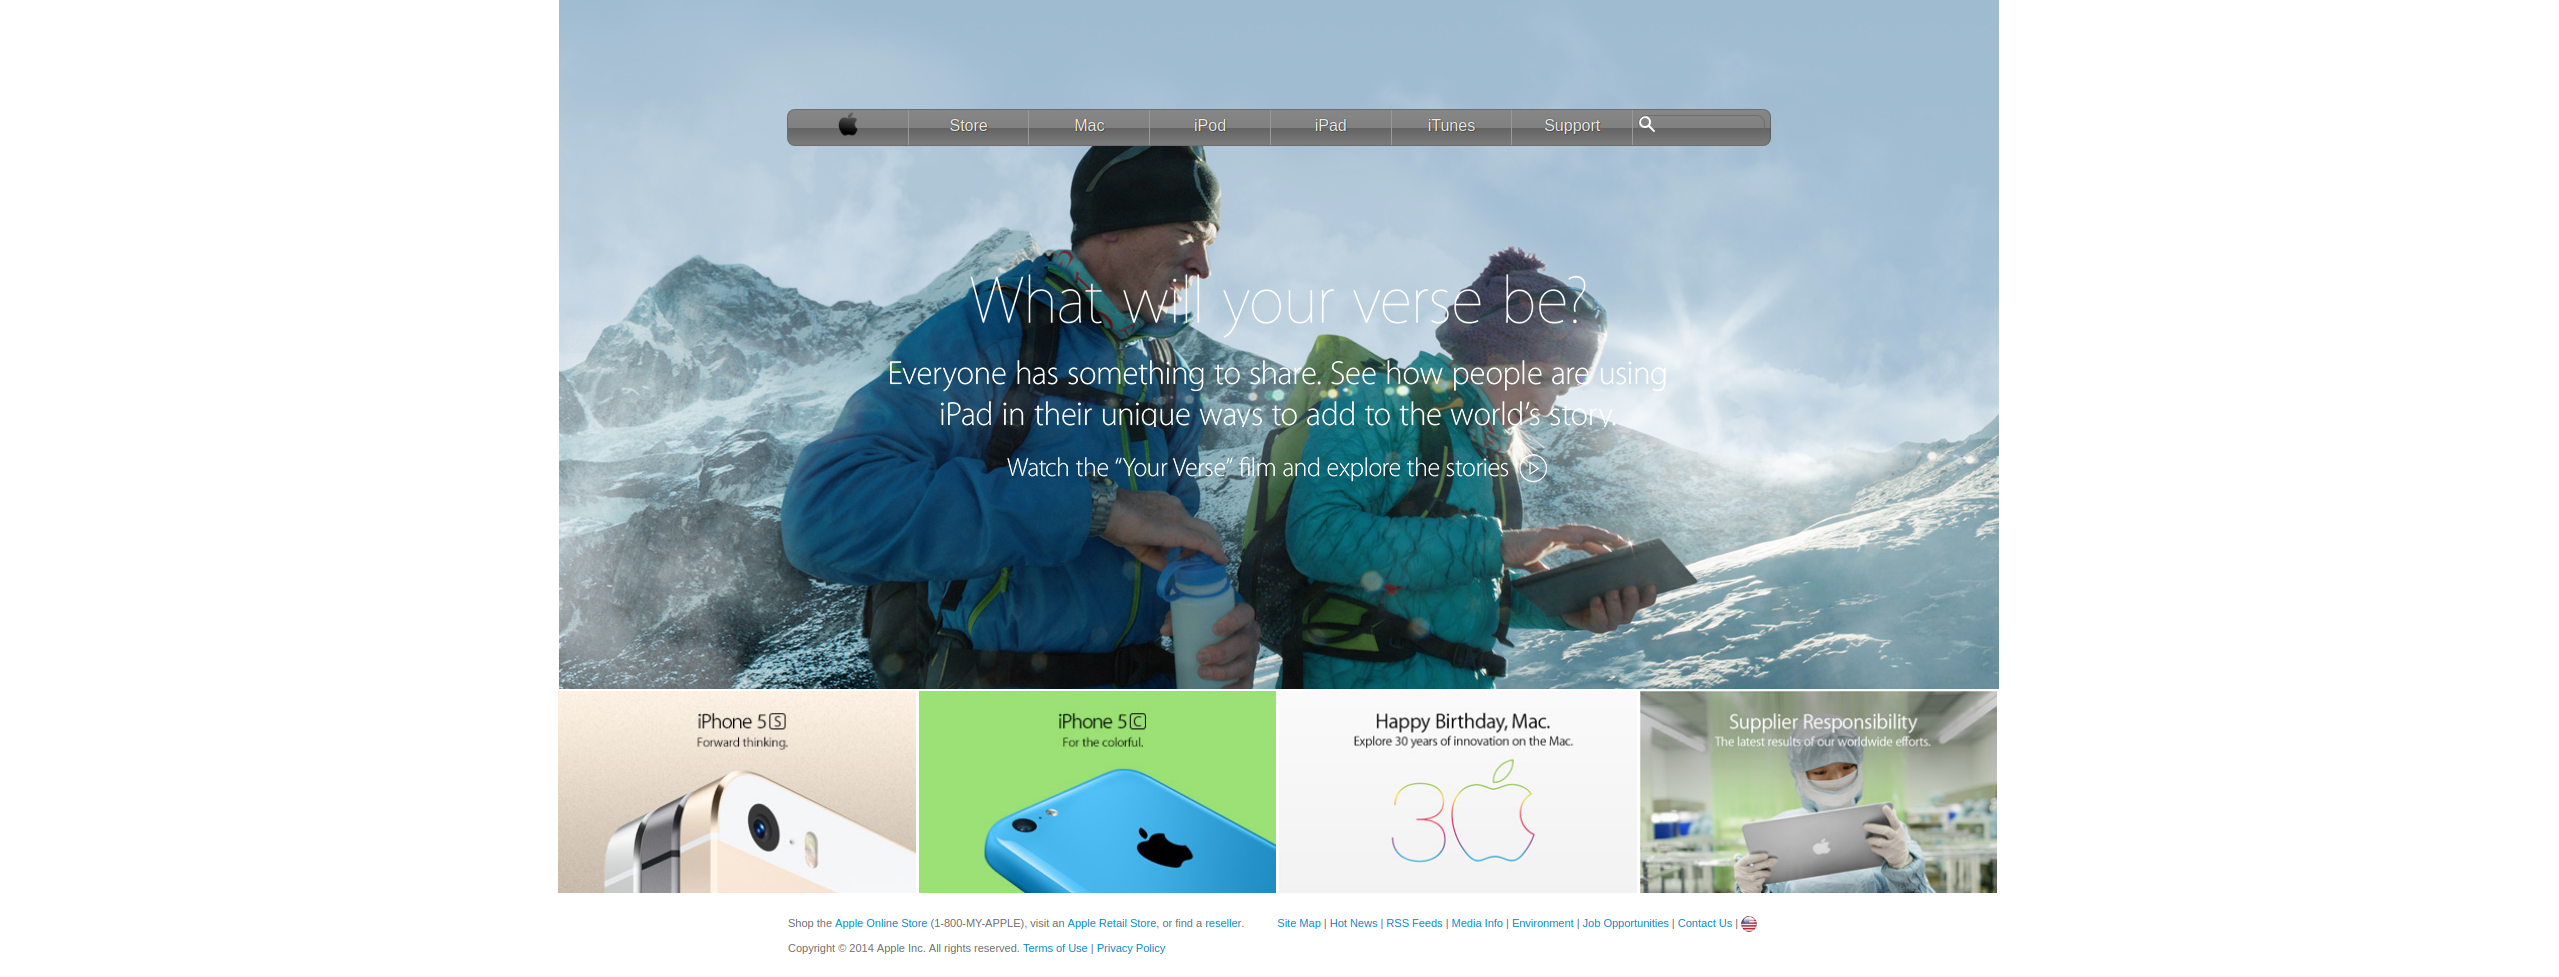 Store Mac iPod iPad iTunes Support
What will your verse be?
Everyone has something to share. See how people are using
iPad in their unique ways to add to the world's story.
Watch the “Your Verse” film and explore the stories
iPhone 5S
Forward thinking.
iPhone 5C
For the colorful.
Happy Birthday, Mac.
Explore 30 years of innovation on the Mac.
30
Supplier Responsibility
The latest results of our worldwide efforts.
Shop the Apple Online Store (1-800-MY-APPLE), visit an Apple Retail Store, or find a reseller.
Site Map | Hot News | RSS Feeds | Media Info | Environment | Job Opportunities | Contact Us |
Copyright © 2014 Apple Inc. All rights reserved. Terms of Use | Privacy Policy